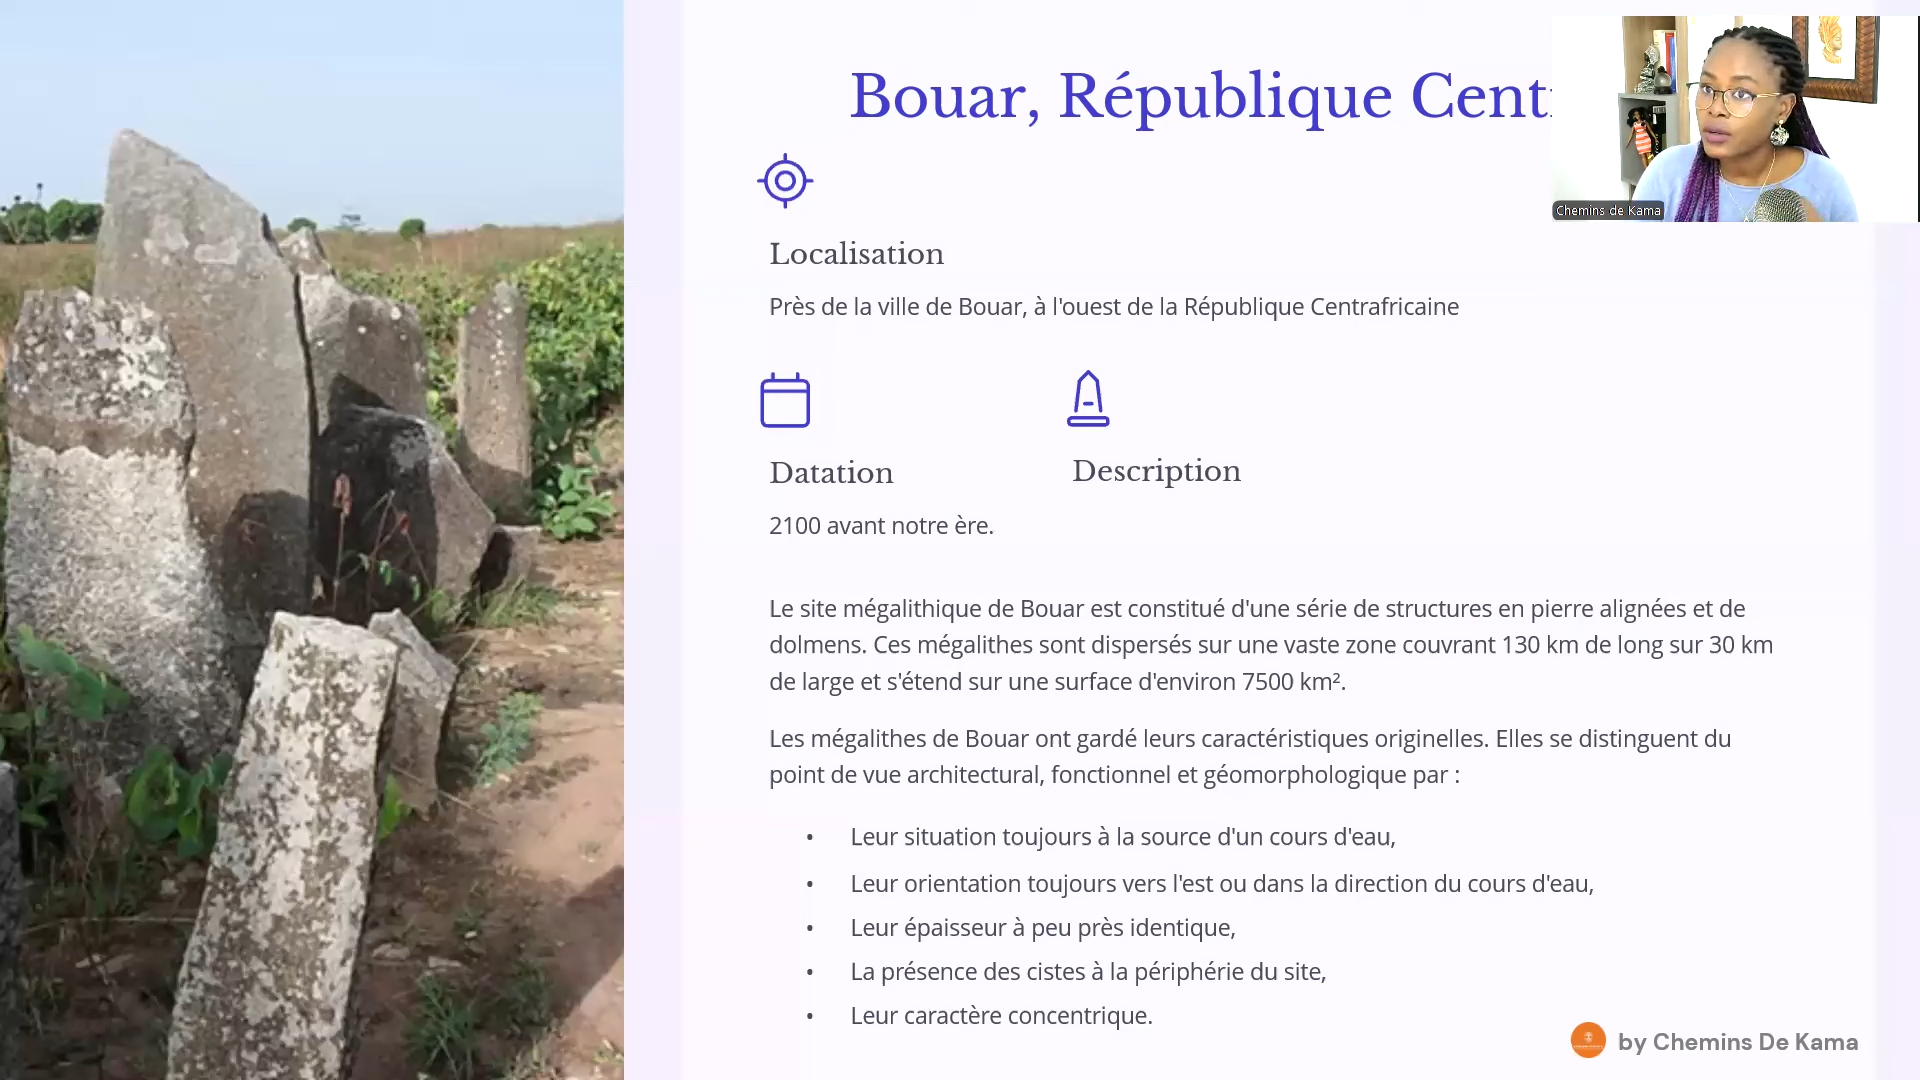 Bouar, République Cent
Chemins de Kama
Localisation
Près de la ville de Bouar, à l'ouest de la République Centrafricaine
Datation
2100 avant notre ère.
Description
Le site mégalithique de Bouar est constitué d'une série de structures en pierre alignées et de
dolmens. Ces mégalithes sont dispersés sur une vaste zone couvrant 130 km de long sur 30 km
de large et s'étend sur une surface d'environ 7500 km².
Les mégalithes de Bouar ont gardé leurs caractéristiques originelles. Elles se distinguent du
point de vue architectural, fonctionnel et géomorphologique par :
• Leur situation toujours à la source d'un cours d'eau,
• Leur orientation toujours vers l'est ou dans la direction du cours d'eau,
• Leur épaisseur à peu près identique,
• La présence des cistes à la périphérie du site,
• Leur caractère concentrique.
by Chemins De Kama